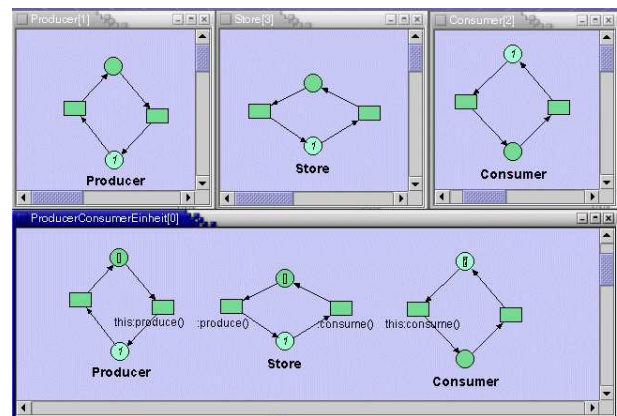 Producer[1]
Store[3]
Consumer[2]
1
Producer
1
Store
1
Consumer
ProducerConsumerEinheit[0]
[]
[]
this:produce()
:produce()
:consume()
this:consume()
1
Producer
1
Store
Consumer